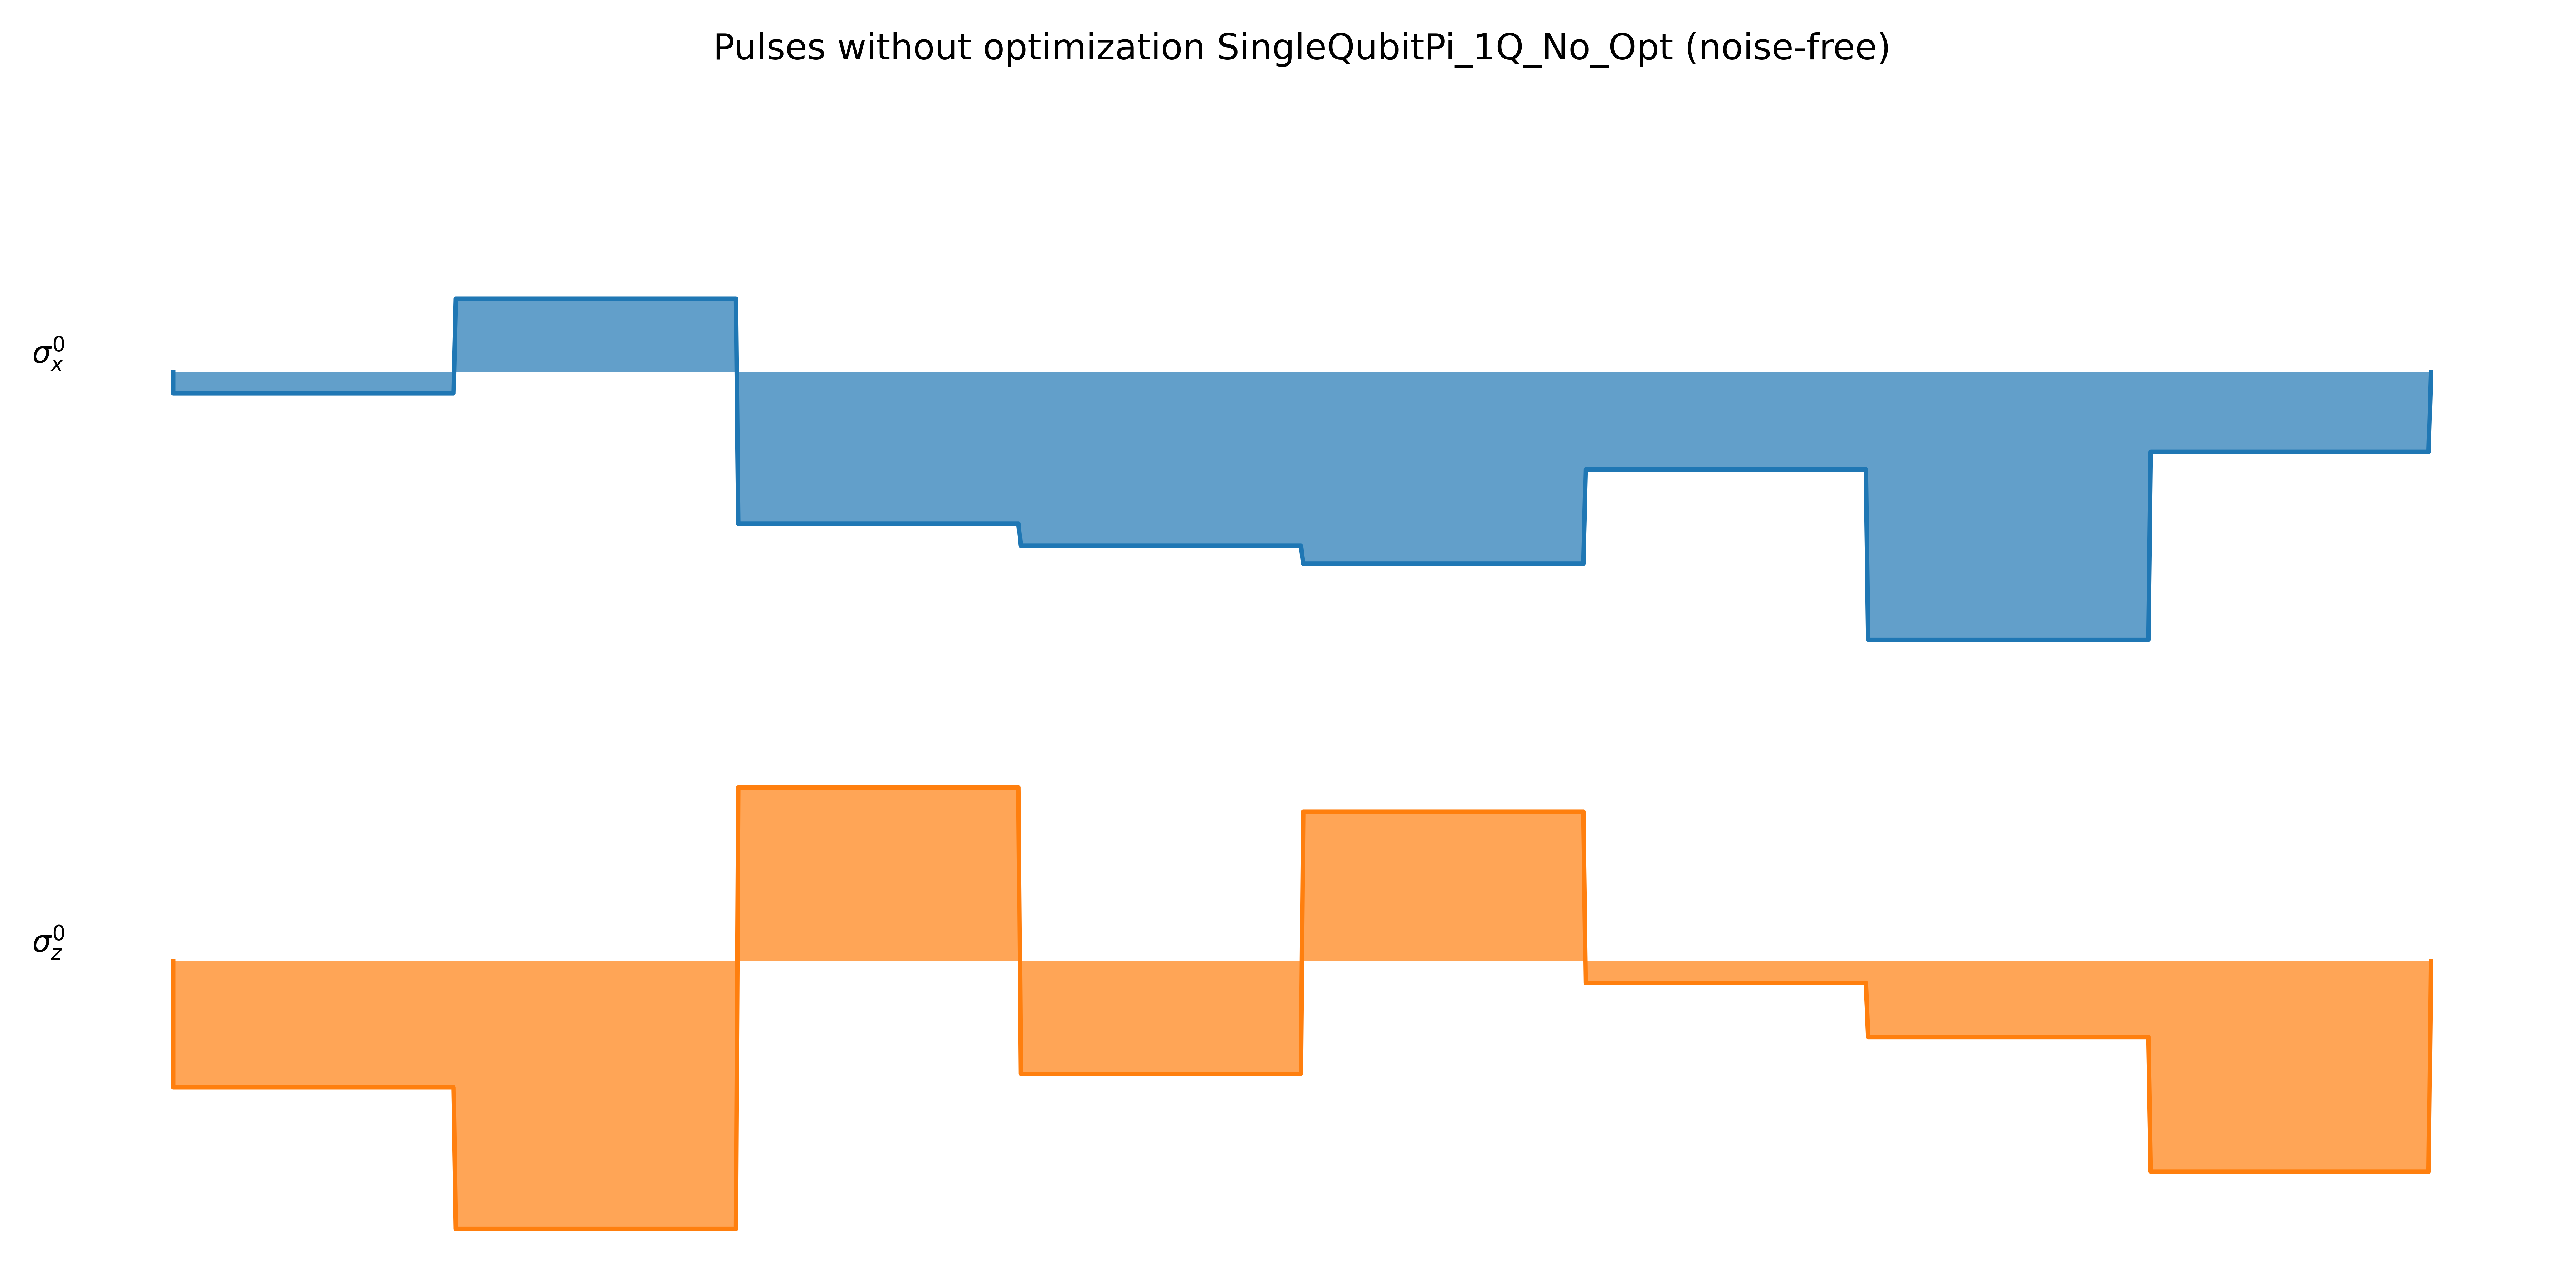 Pulses without optimization SingleQubitPi_1Q_No_Opt (noise-free)
σ_x^0
σ_z^0